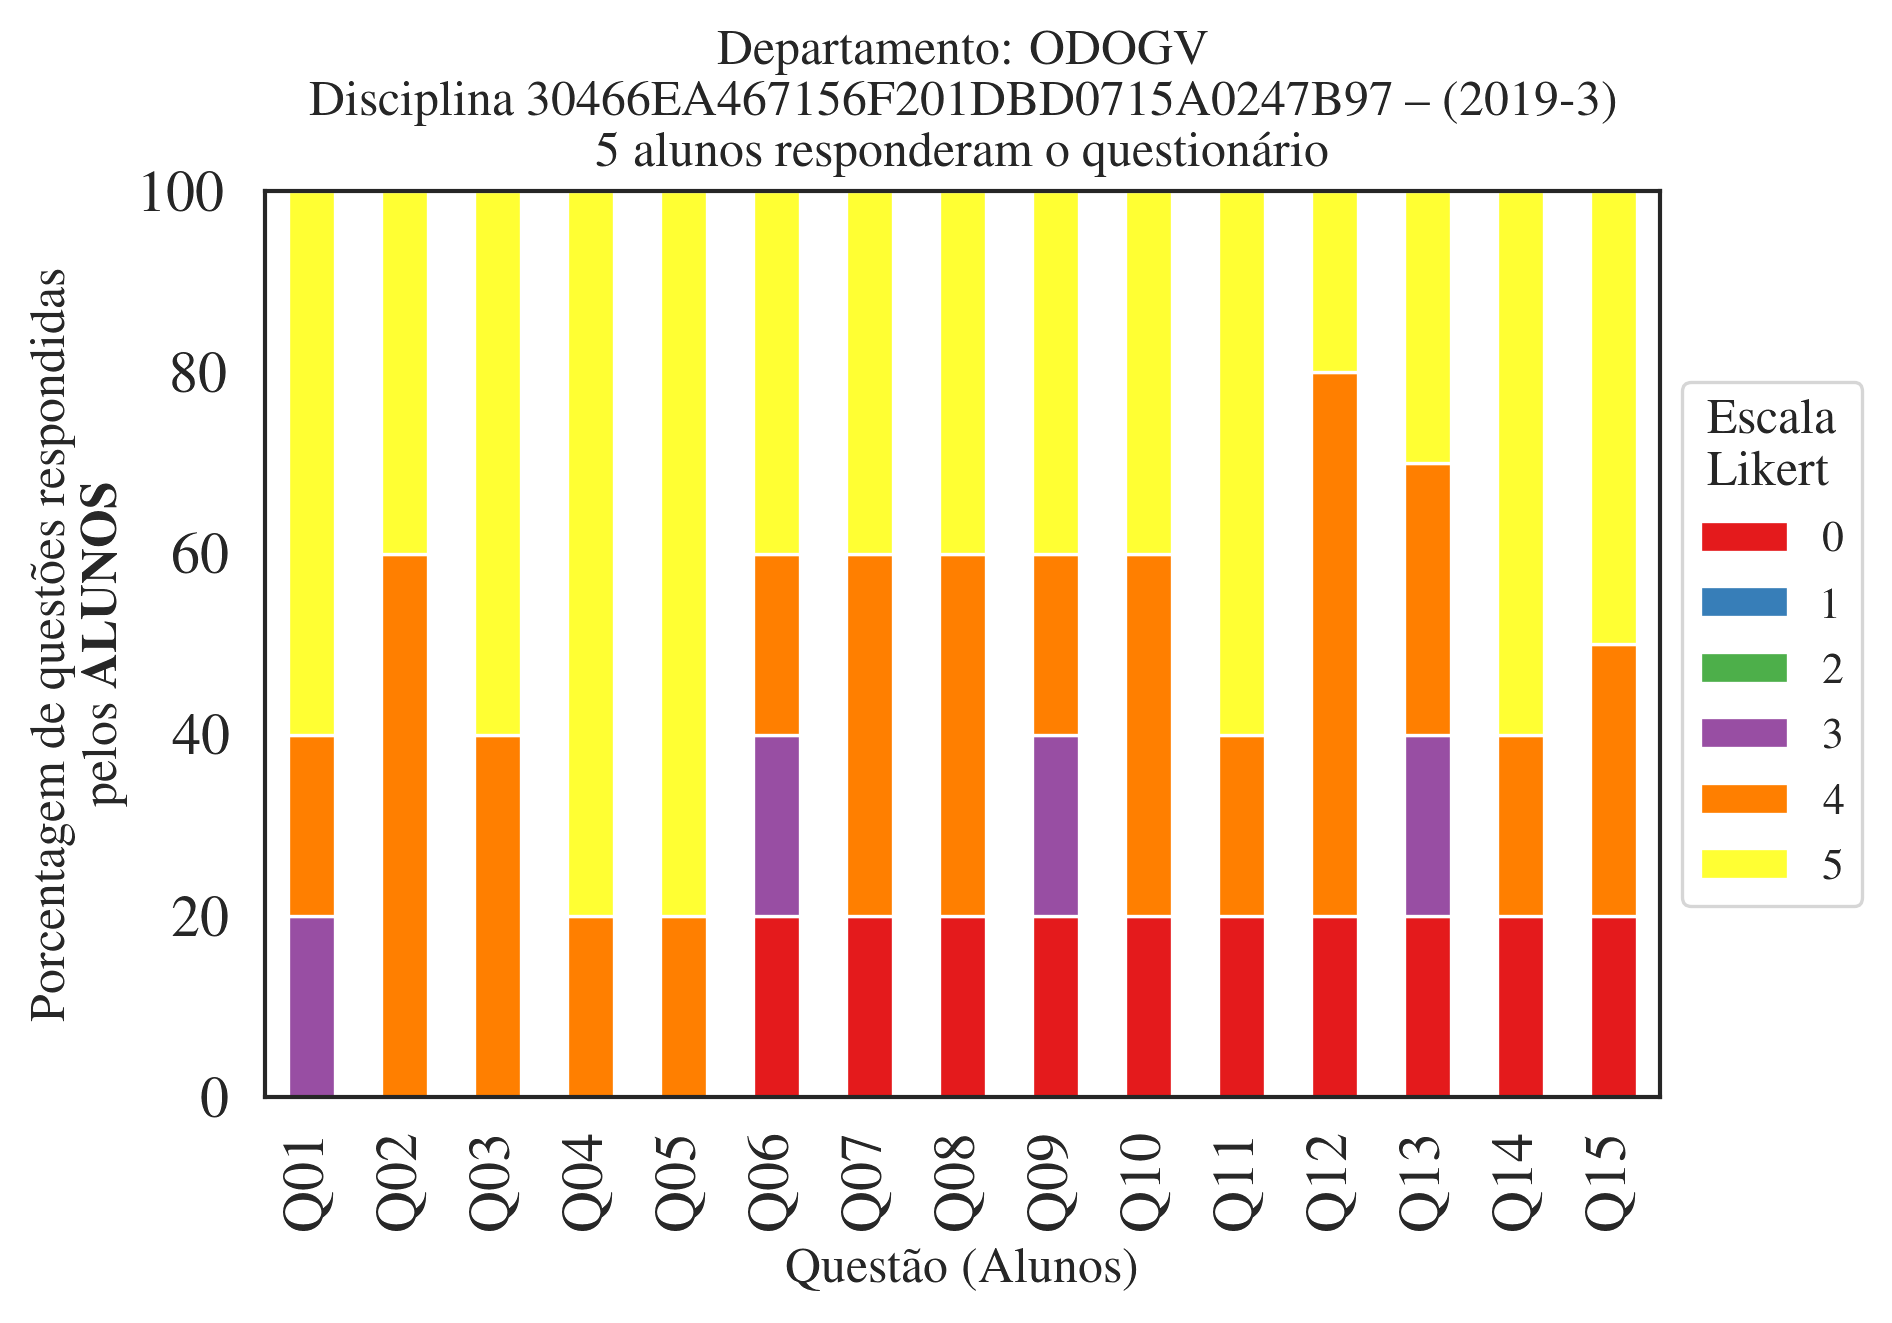 Departamento: ODOGV
Disciplina 30466EA467156F201DBD0715A0247B97 – (2019-3)
5 alunos responderam o questionário
100
80
60
40
20
0
Porcentagem de questões respondidas
pelos ALUNOS
Q01
Q02
Q03
Q04
Q05
Q06
Q07
Q08
Q09
Q10
Q11
Q12
Q13
Q14
Q15
Questão (Alunos)
Escala
Likert
0
1
2
3
4
5